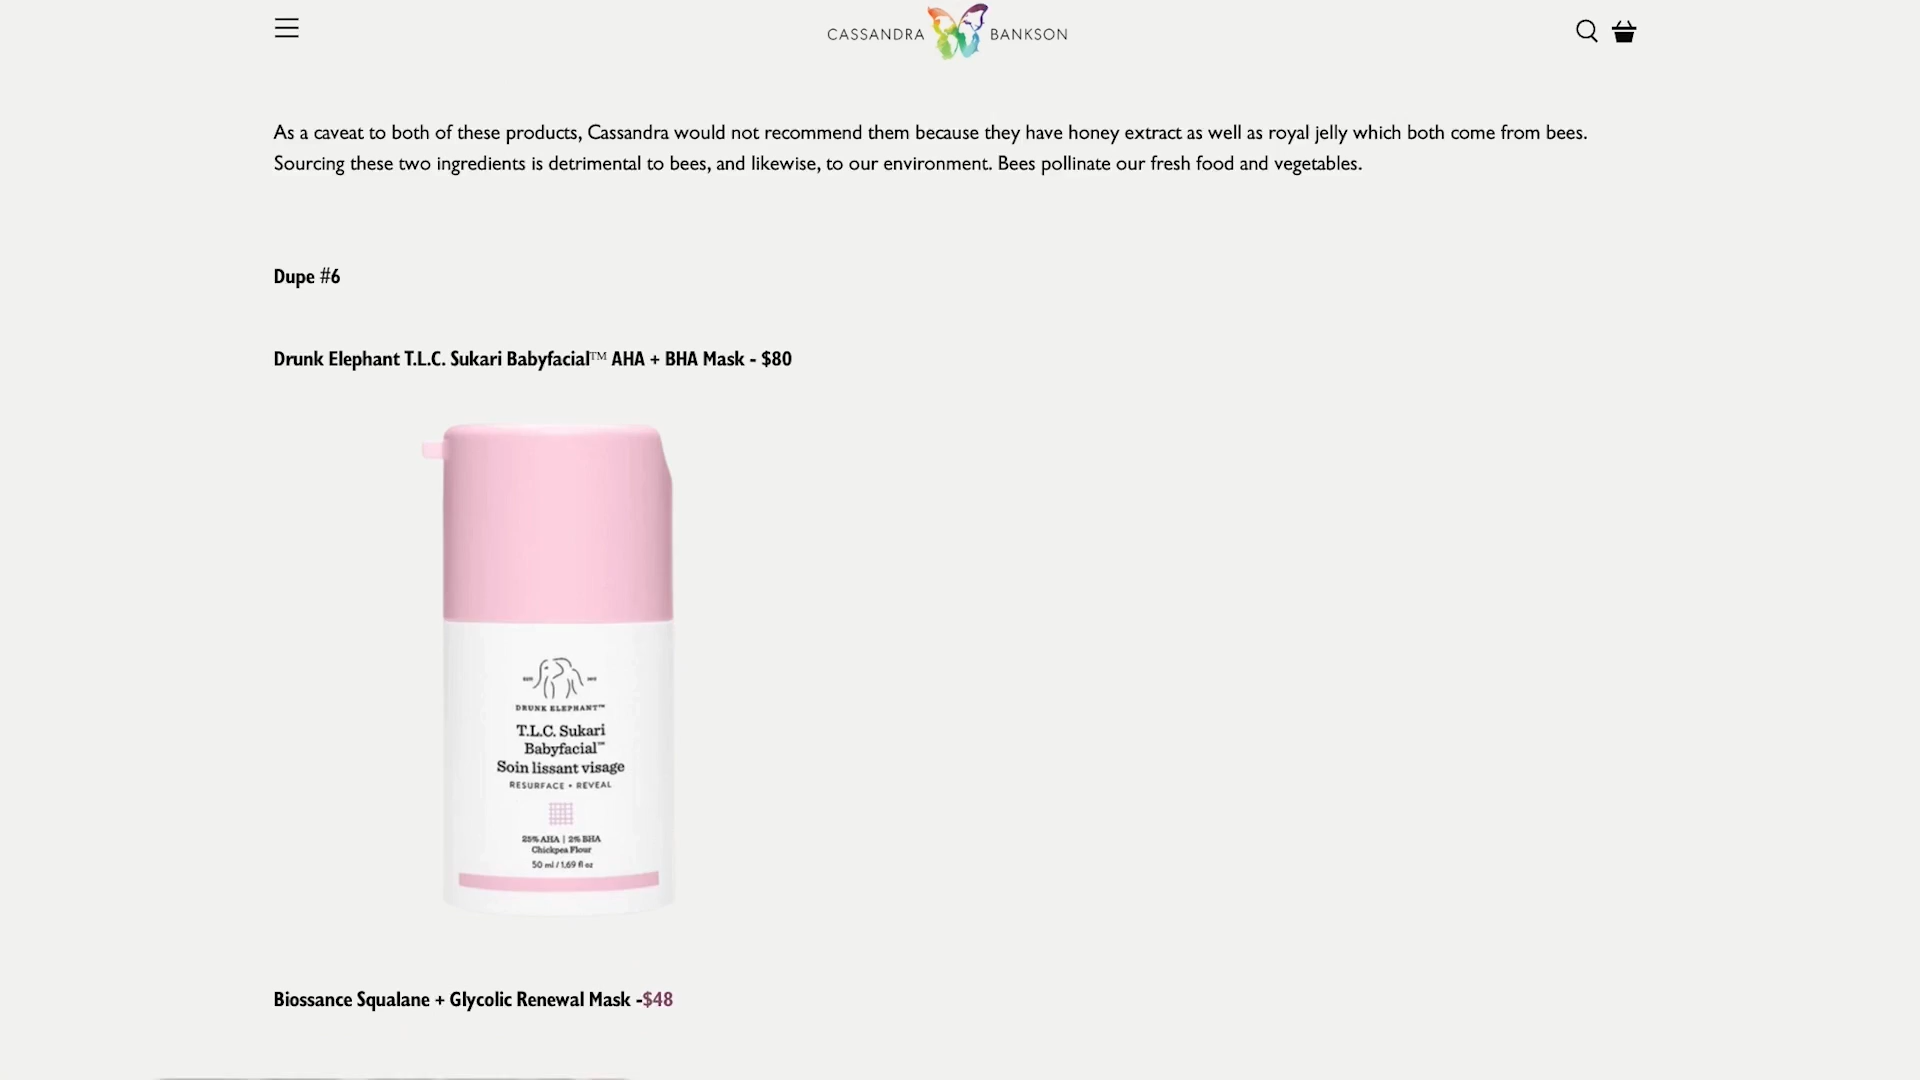 CASSANDRA BANKSON
As a caveat to both of these products, Cassandra would not recommend them because they have honey extract as well as royal jelly which both come from bees.
Sourcing these two ingredients is detrimental to bees, and likewise, to our environment. Bees pollinate our fresh food and vegetables.
Dupe #6
Drunk Elephant T.L.C. Sukari Babyfacial™ AHA + BHA Mask - $80
DRUNK ELEPHANT™
T.L.C. Sukari
Babyfacial™
Soin lissant visage
RESURFACE • REVEAL
25% AHA | 2% BHA
Chickpea Flour
50 ml / 1.69 fl oz
Biossance Squalane + Glycolic Renewal Mask -$48